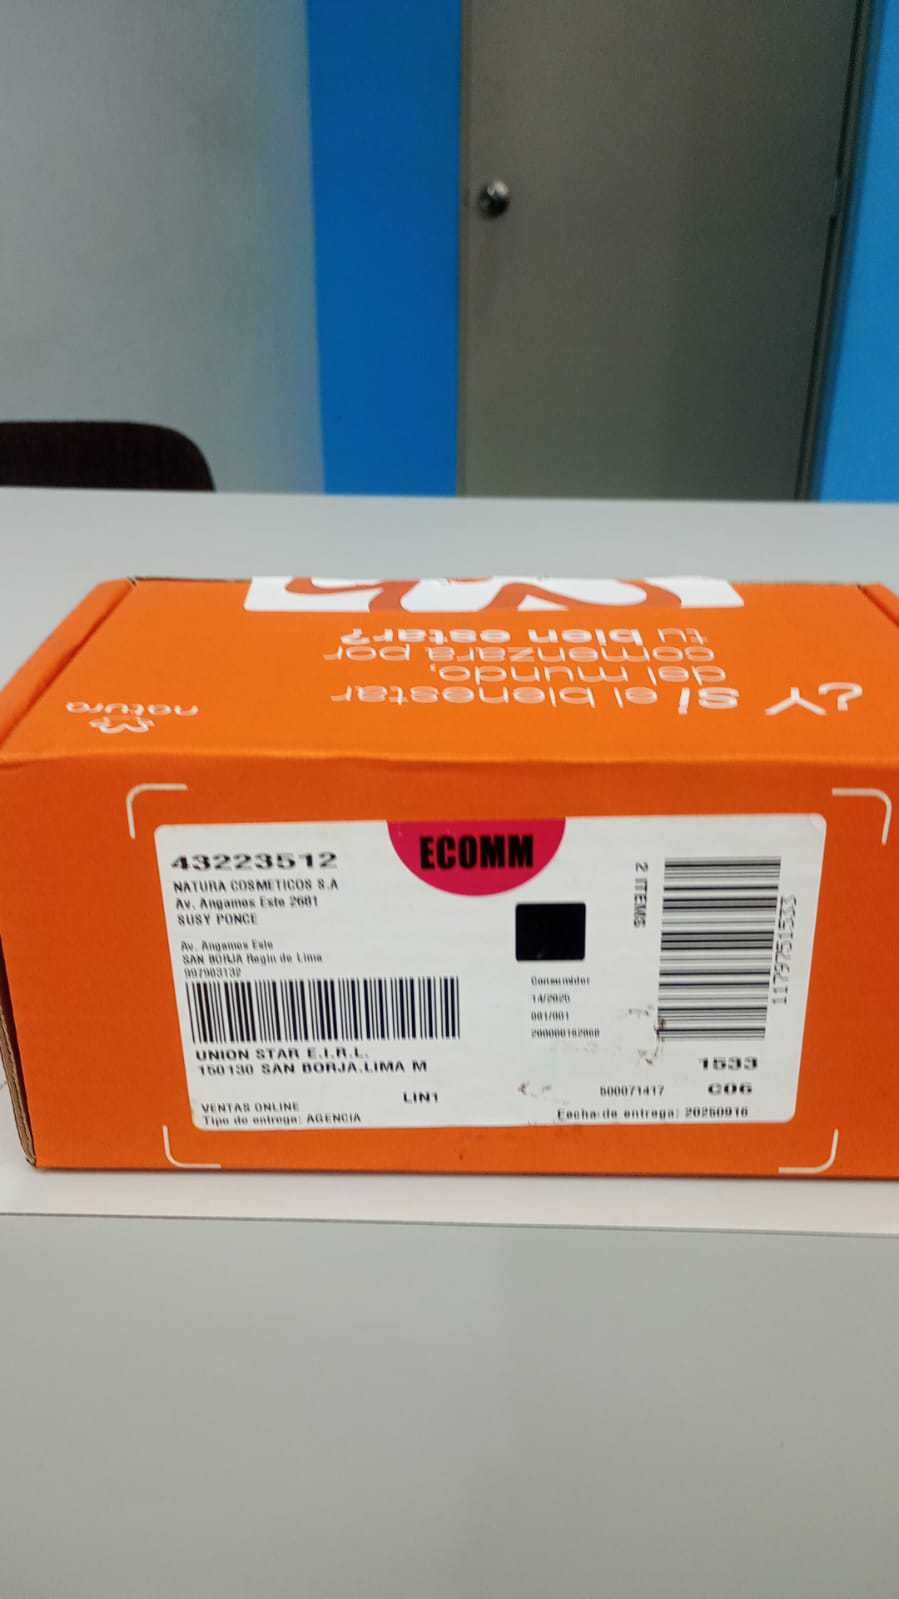 ¿Y sí el bienestar
del mundo,
comenzara por
tu bien estar?
natura
ECOMM
43223512
NATURA COSMETICOS S.A
Av. Angamos Este 2681
SUSY PONCE
Av. Angamos Este
SAN BORJA Regin de Lima
997903132
UNION STAR E.I.R.L.
150130 SAN BORJA.LIMA M
LIN1
VENTAS ONLINE
Tipo de entrega: AGENCIA
Consumidor
14/2025
001/001
2 ITEMS
11797511533
1533
500071417
C06
Fecha de entrega: 20250916